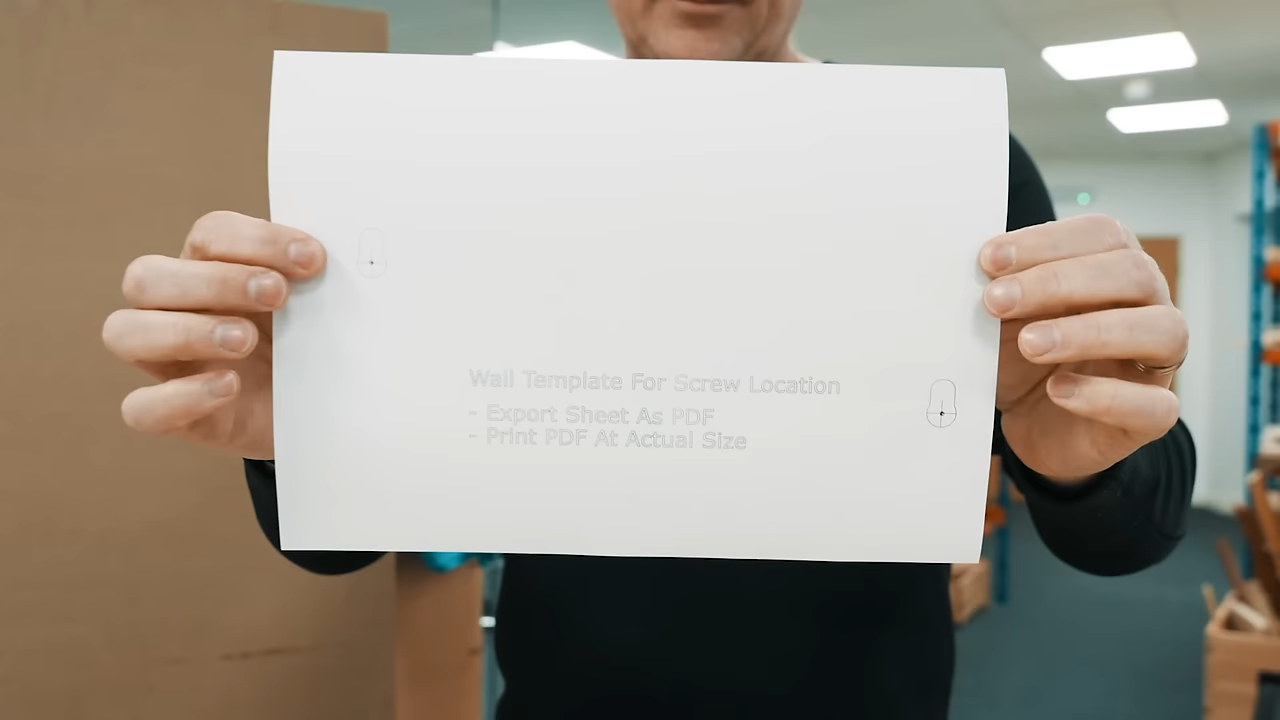 Wall Template For Screw Location
- Export Sheet As PDF
- Print PDF At Actual Size